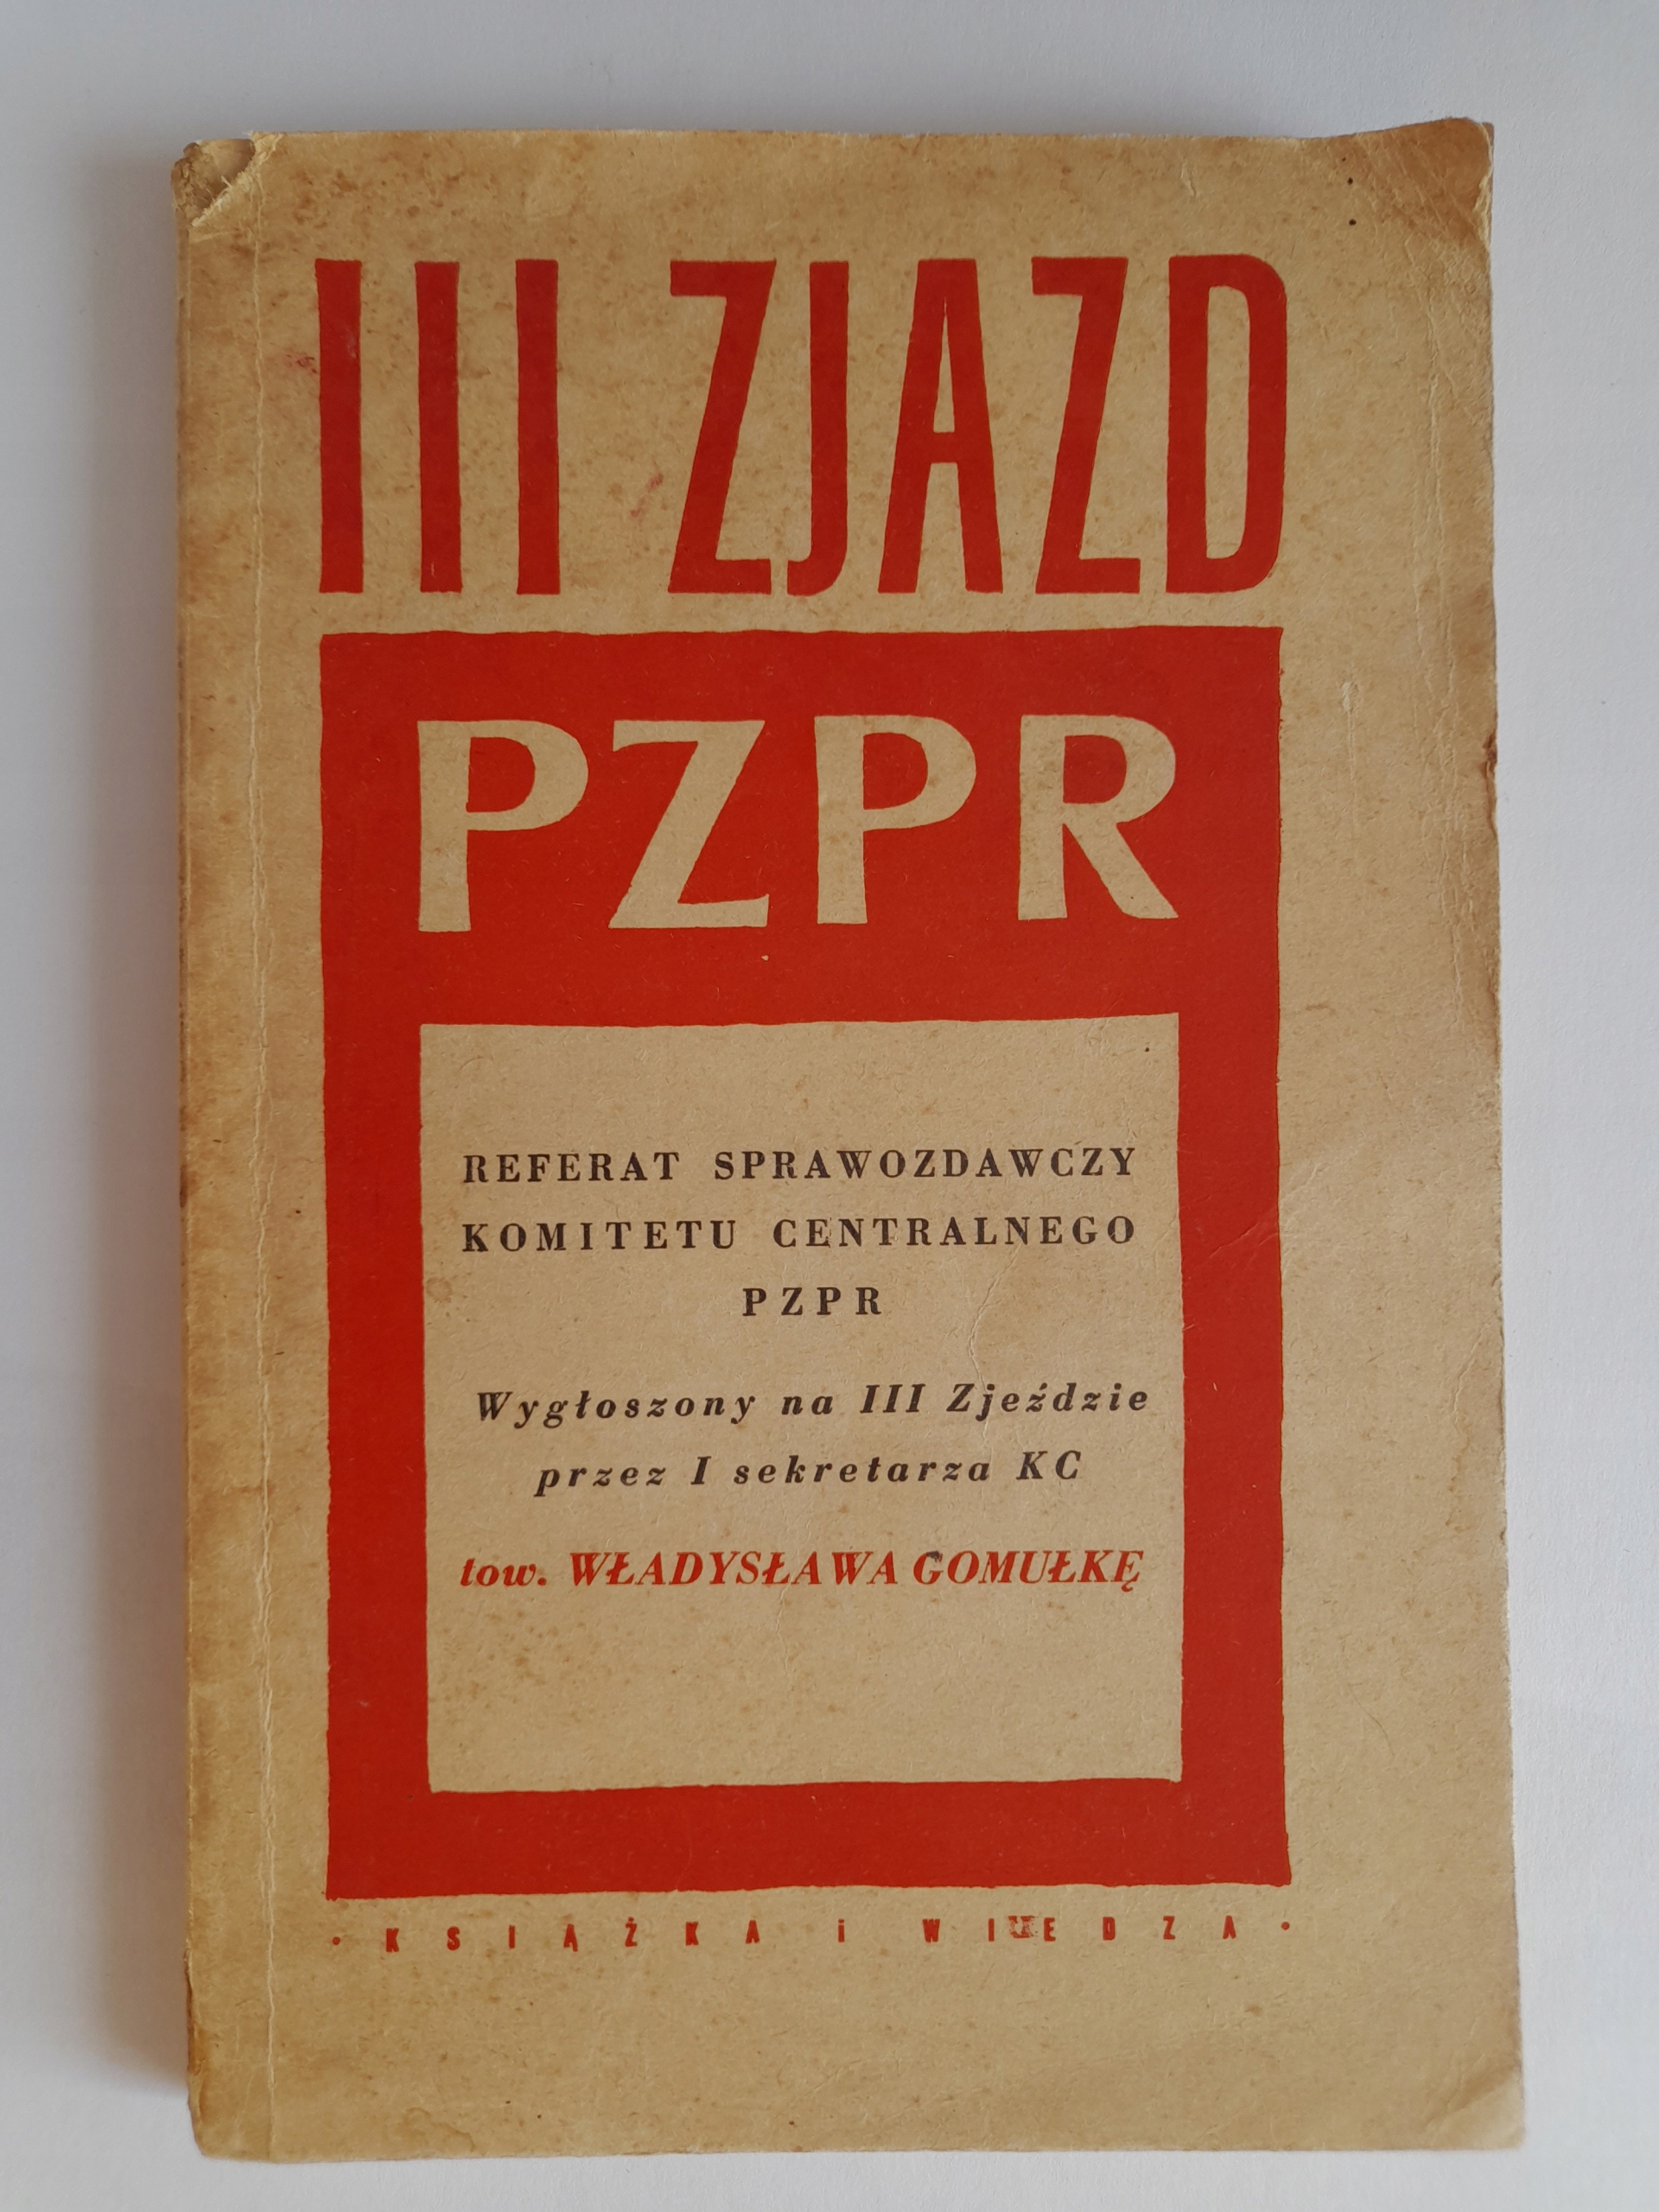 III ZJAZD
PZPR
REFERAT SPRAWOZDAWCZY
KOMITETU CENTRALNEGO
PZPR
Wygłoszony na III Zjeździe
przez I sekretarza KC
tow. WŁADYSŁAWA GOMUŁKĘ
• KSIĄŻKA i WIEDZA •